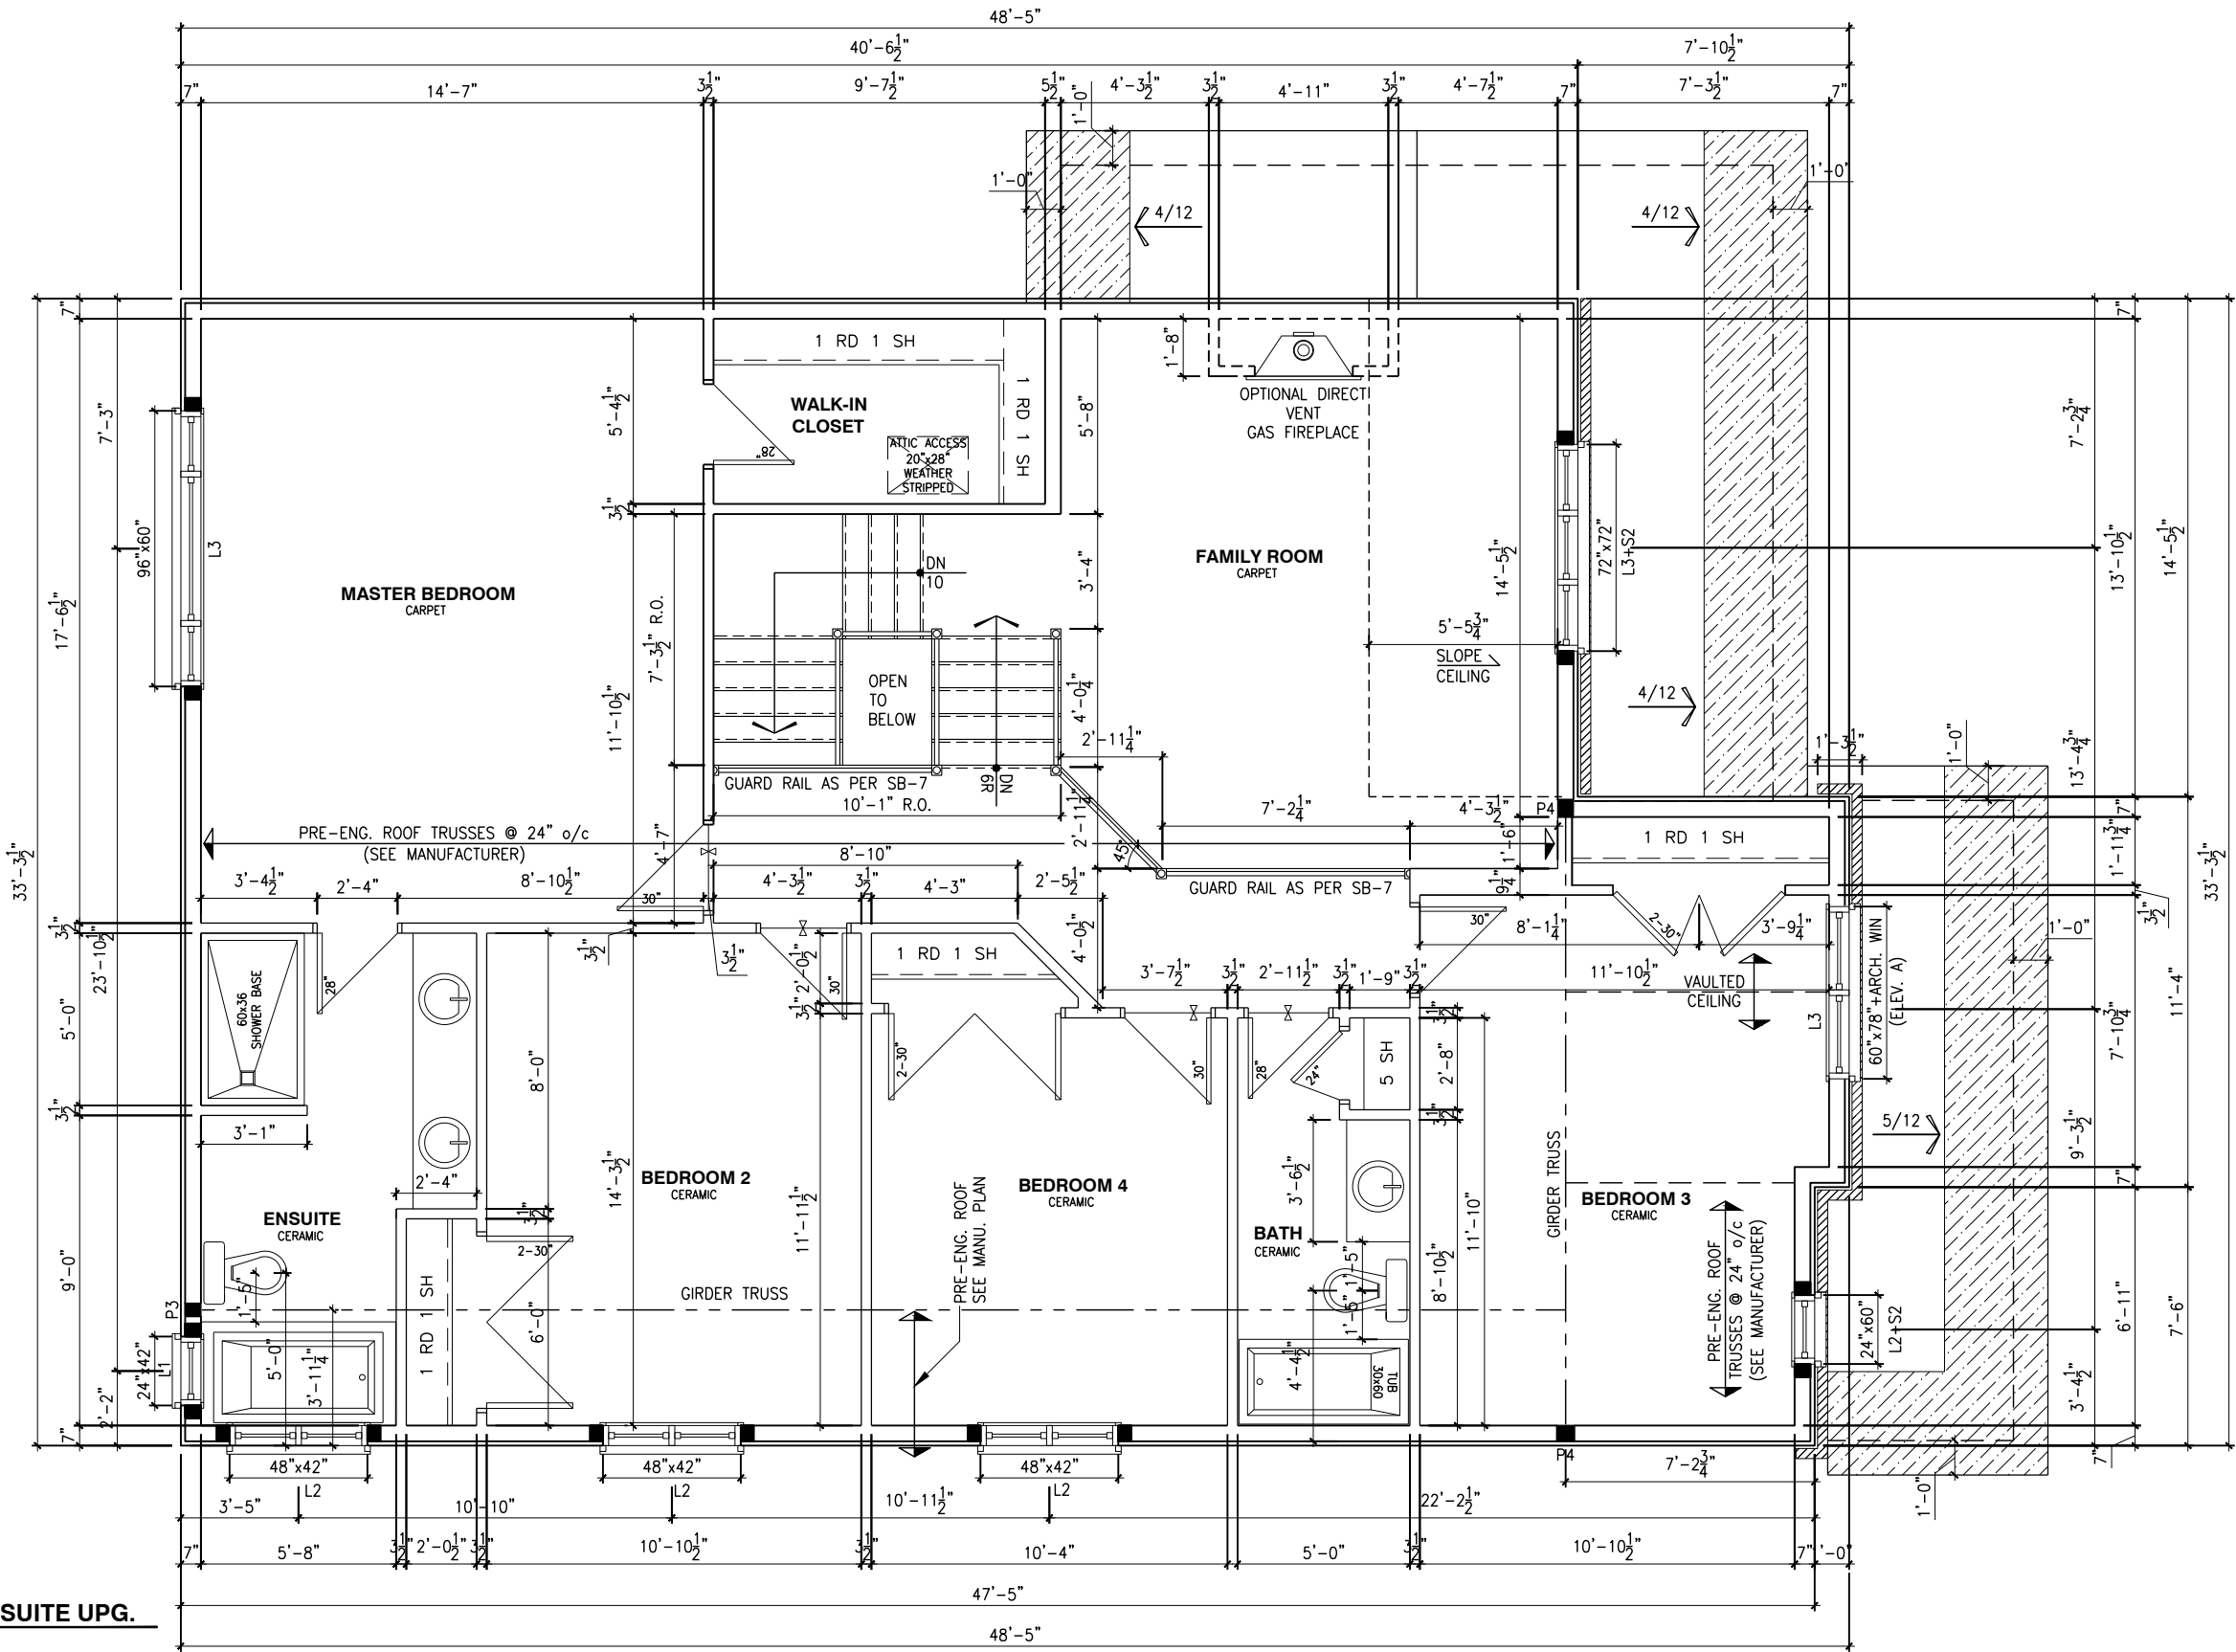 48'-5"
40'-6½" 7'-10½"
7" 14'-7" 3½" 9'-7½" 5½" 4'-3½" 3½" 4'-11" 3½" 4'-7½" 7" 7'-3½" 7"
1'-0"
1'-0" 1'-0"
4/12 4/12
7" 7"
1 RD 1 SH
1'-8"
OPTIONAL DIRECT
VENT
GAS FIREPLACE
1 RD 1 SH
WALK-IN
CLOSET
28"
ATTIC ACCESS
20"x28"
WEATHER
STRIPPED
7'-3"
5'-4½"
5'-8"
7'-2¾"
3½"
96"x60"
L3
MASTER BEDROOM
CARPET
FAMILY ROOM
CARPET
DN
10
3'-4"
14'-5½"
72"x72"
L3+S2
13'-10½"
14'-5½"
17'-6½"
7'-3½" R.O.
11'-10½"
OPEN
TO
BELOW
4'-0¼"
5'-5¾"
SLOPE
CEILING
4/12
2'-11¼"
1'-3½"
1'-0"
13'-4¾"
GUARD RAIL AS PER SB-7
DN
6R
10'-1" R.O.
7'-2¼" 4'-3½" P4
2'-11¼"
45°
1'-6"
7"
1'-11¾"
33'-3½"
33'-3½"
PRE-ENG. ROOF TRUSSES @ 24" o/c
(SEE MANUFACTURER)
4'-7"
8'-10"
1 RD 1 SH
3'-4½" 2'-4" 8'-10½" 4'-3½" 3½" 4'-3" 2'-5½"
30"
GUARD RAIL AS PER SB-7
9¼"
30"
2-30"
3½"
8'-1¼" 3'-9¼"
1'-0"
3½"
23'-10½"
3½" 3½"
2'-0½"
1 RD 1 SH
4'-0½"
3'-7½" 3½" 2'-11½" 3½" 1'-9" 3½" 11'-10½"
VAULTED
CEILING
60"x78"+ARCH. WIN
(ELEV. A)
L3
60x36
SHOWER BASE
28"
30"
3½"
5'-0"
8'-0"
2-30"
30"
28"
24"
5 SH
3½"
2'-8"
7'-10¾"
11'-4"
3½"
3'-1"
3½"
5/12
9'-3½"
2'-4"
14'-3½"
BEDROOM 2
CERAMIC
11'-11½"
BEDROOM 4
CERAMIC
PRE-ENG. ROOF
SEE MANU. PLAN
3'-6½"
GIRDER TRUSS
BEDROOM 3
CERAMIC
7"
ENSUITE
CERAMIC
3½"
2-30"
BATH
CERAMIC
11'-10"
8'-10½"
PRE-ENG. ROOF
TRUSSES @ 24" o/c
(SEE MANUFACTURER)
9'-0"
1'-5"
1'-5"
1'-5"
P3
1 RD 1 SH
6'-0"
GIRDER TRUSS
24"x60"
L2+S2
6'-11"
7'-6"
24"x42"
L1
5'-0"
3'-11¼"
4'-4½"
TUB
30x60
2'-2"
3'-4½"
7"
7"
P4
48"x42"
L2
48"x42"
L2
48"x42"
L2
7'-2¾"
1'-0"
3'-5" 10'-10" 10'-11½" 22'-2½"
7" 5'-8" 3½" 2'-0½" 3½" 10'-10½" 3½" 10'-4" 5'-0" 3½" 10'-10½" 7" 1'-0"
47'-5"
SUITE UPG.
48'-5"